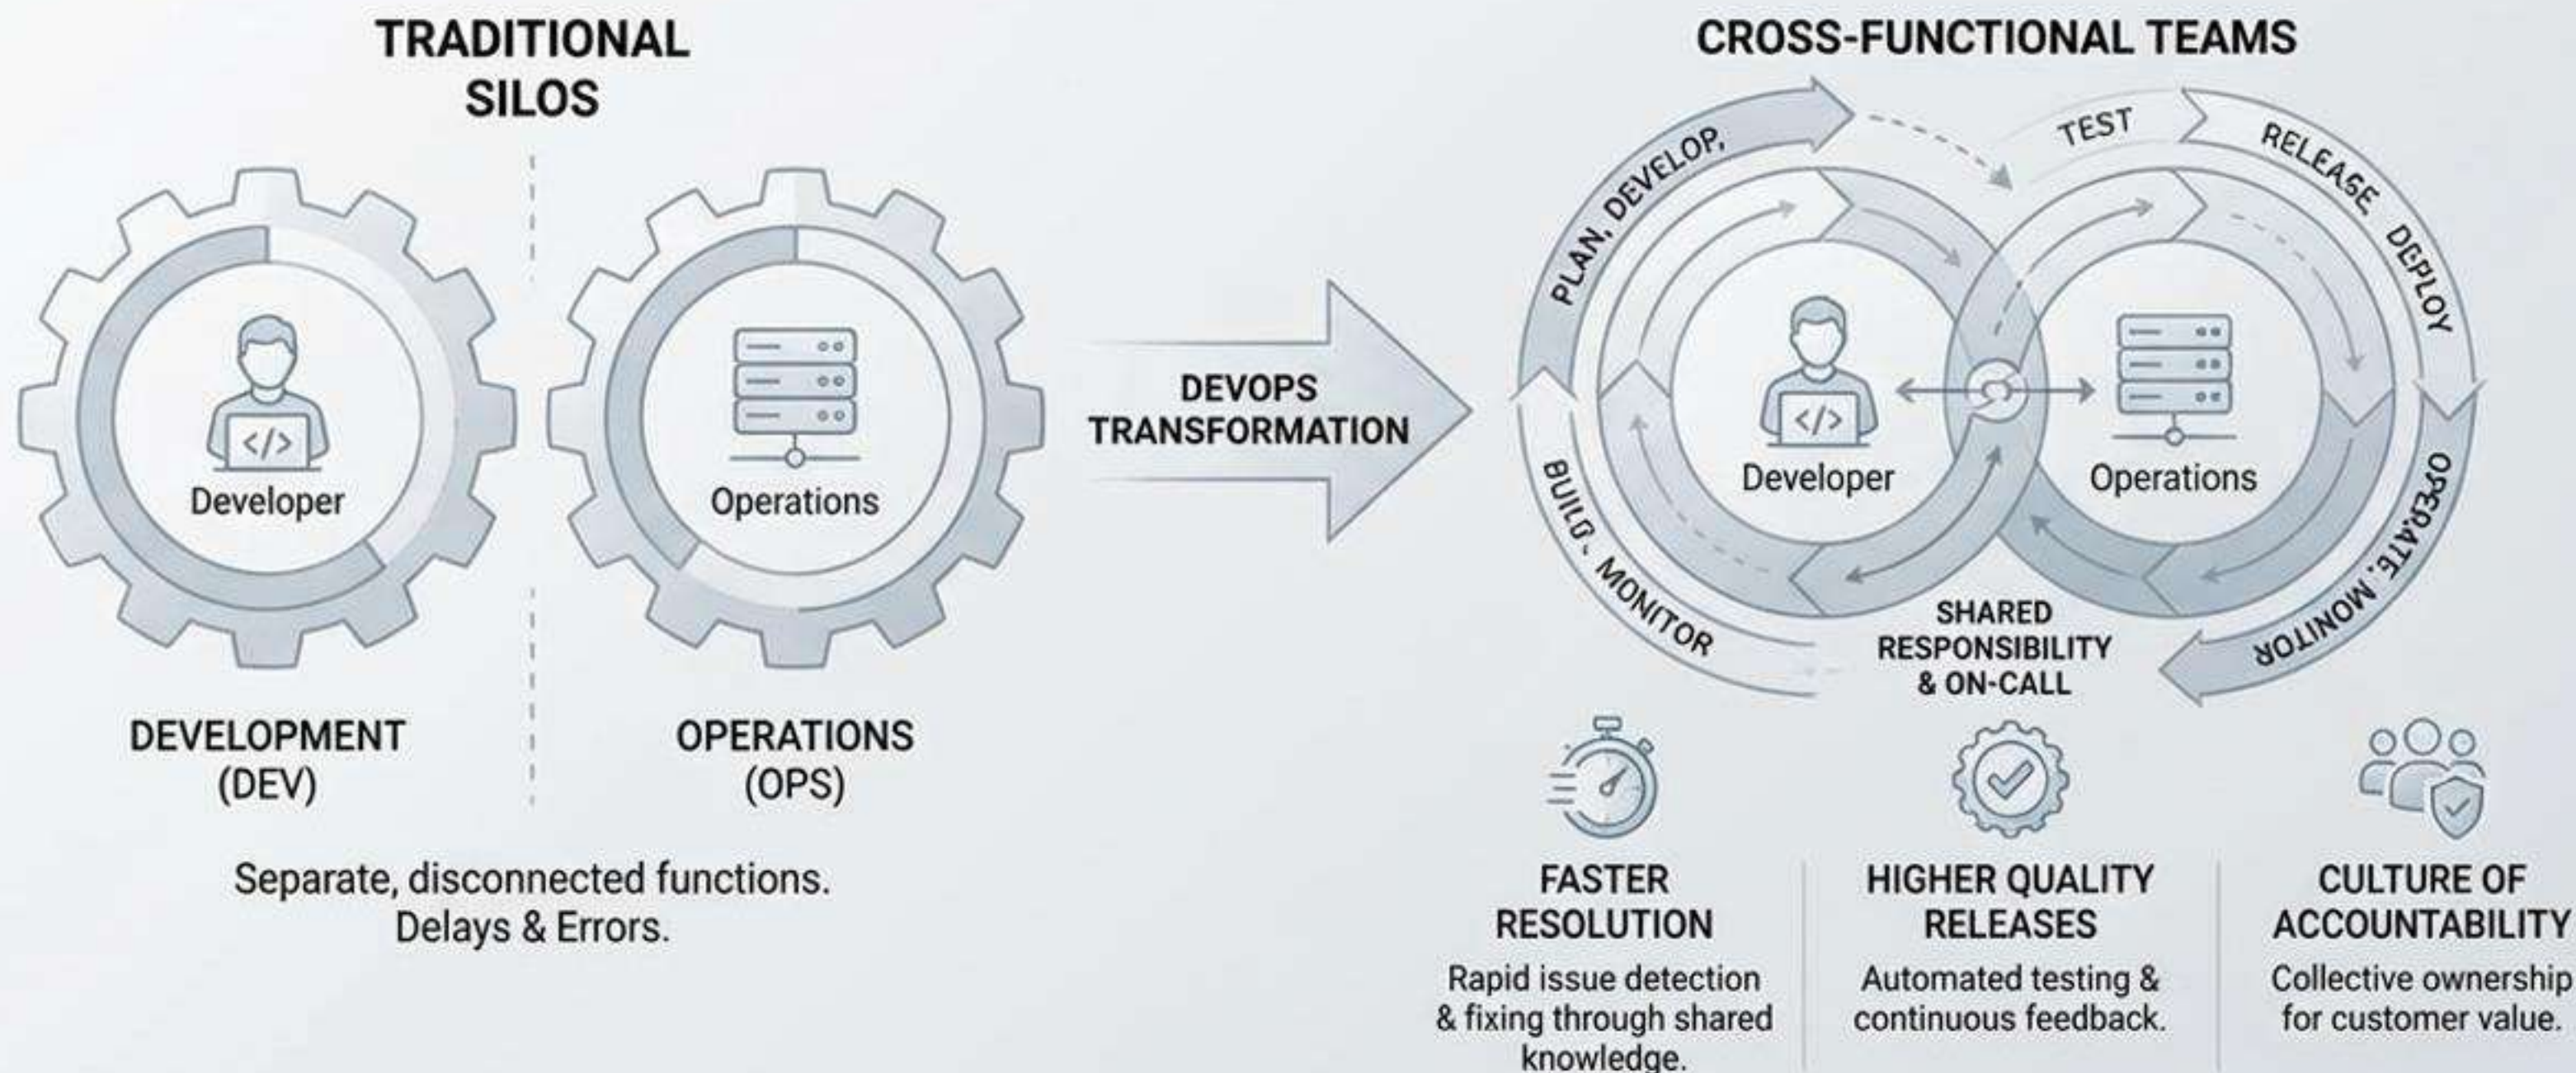 TRADITIONAL
SILOS
</>
Developer
Operations
DEVELOPMENT
(DEV)
OPERATIONS
(OPS)
Separate, disconnected functions.
Delays & Errors.
DEVOPS
TRANSFORMATION
CROSS-FUNCTIONAL TEAMS
PLAN, DEVELOP,
TEST
RELEASE DEPLOY
BUILD. MONITOR
MONITOR
</>
Developer
Operations
SHARED
RESPONSIBILITY
& ON-CALL
FASTER
RESOLUTION
Rapid issue detection
& fixing through shared
knowledge.
HIGHER QUALITY
RELEASES
Automated testing &
continuous feedback.
CULTURE OF
ACCOUNTABILITY
Collective ownership
for customer value.